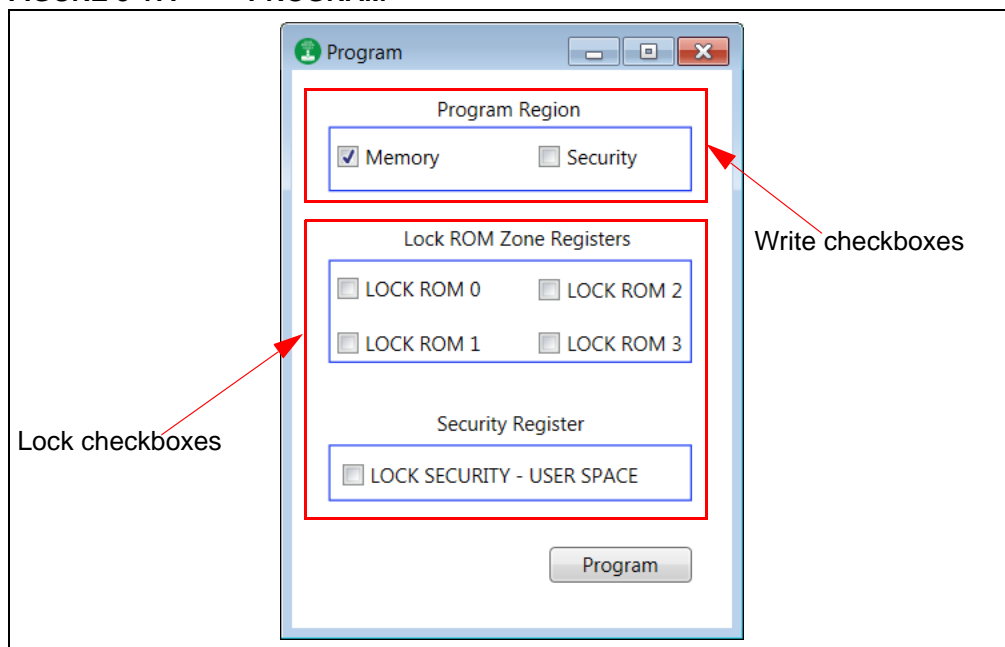 Program
Program Region
Memory Security
Write checkboxes
Lock ROM Zone Registers
LOCK ROM 0 LOCK ROM 2
LOCK ROM 1 LOCK ROM 3
Lock checkboxes
Security Register
LOCK SECURITY - USER SPACE
Program